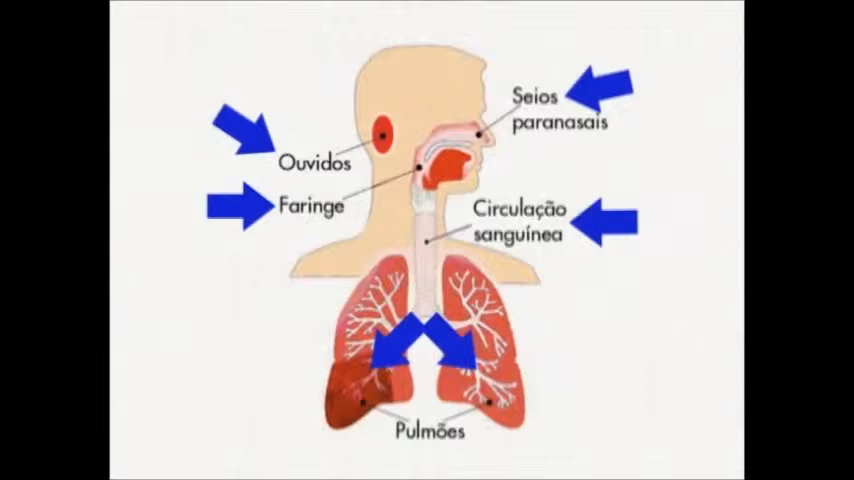 Seios
paranasais
Ouvidos
Faringe
Circulação
sanguínea
Pulmões